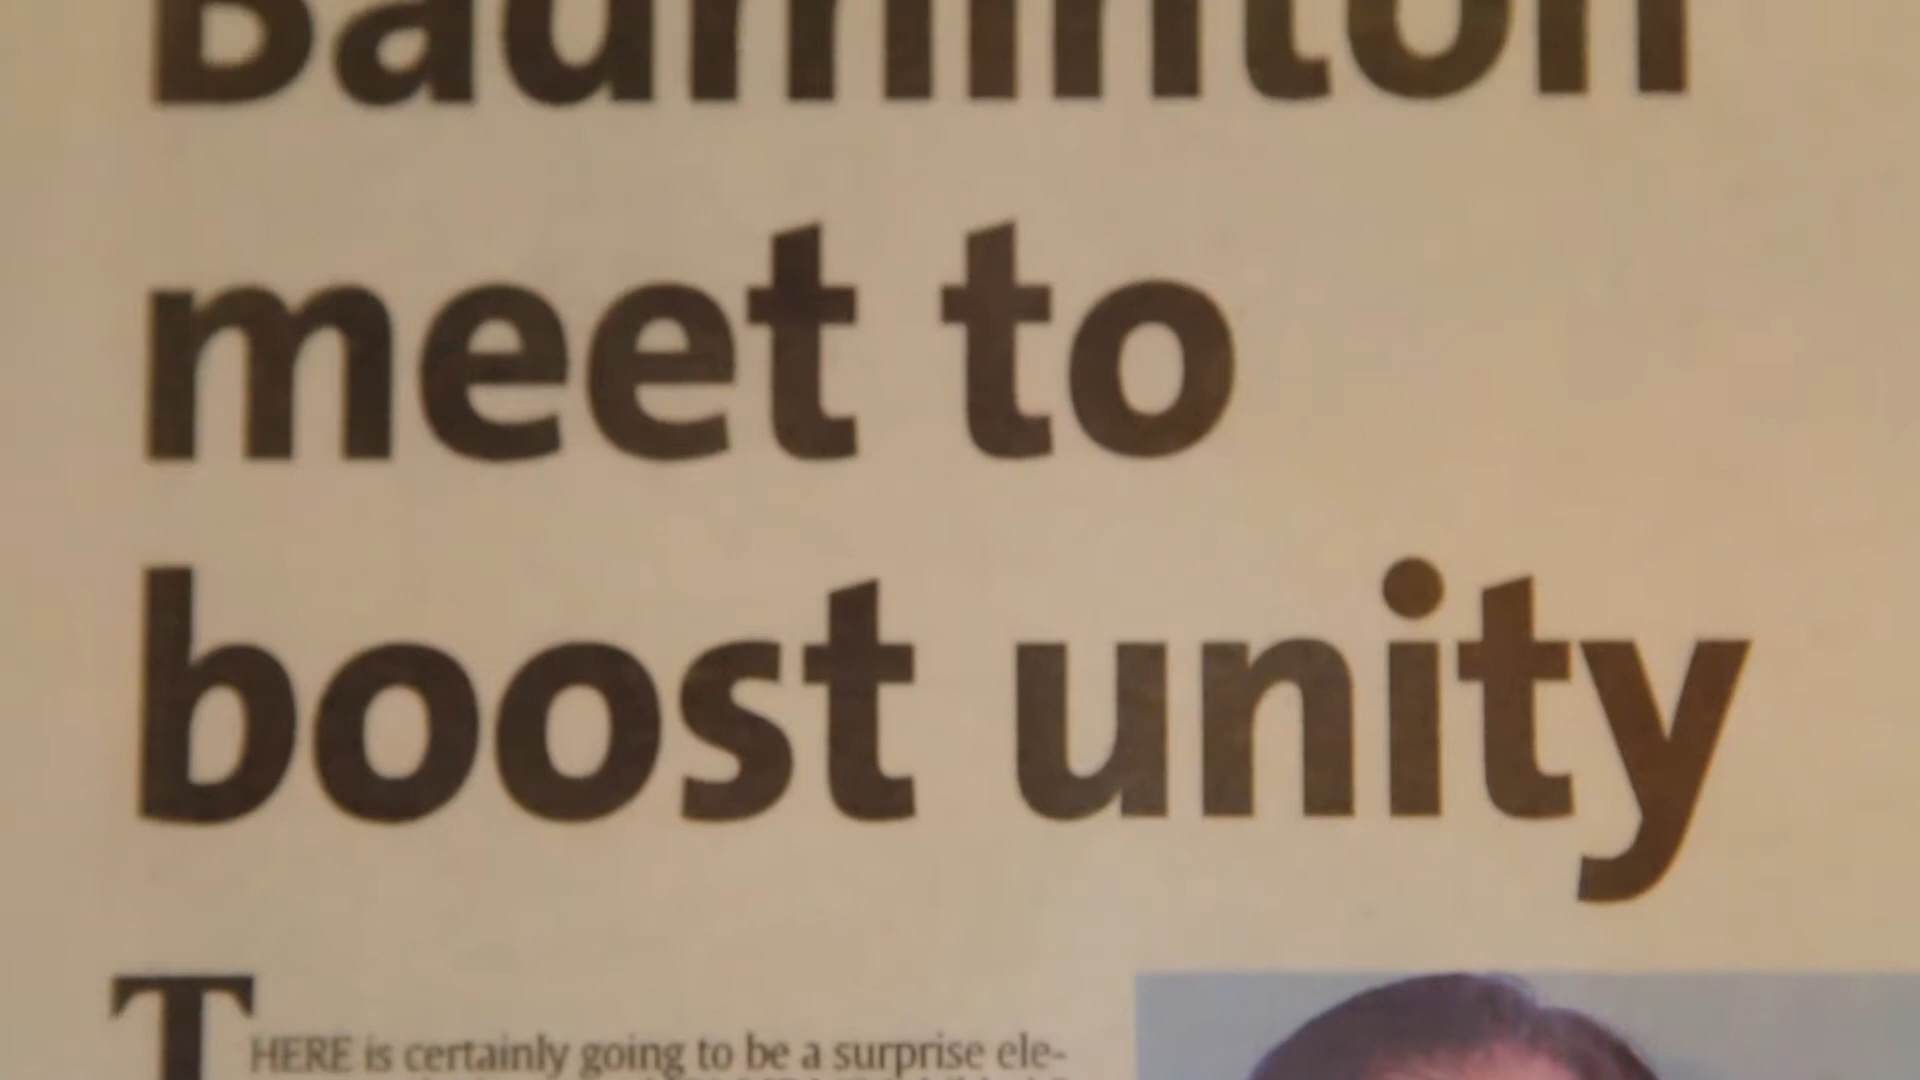 Badminton
meet to
boost unity
THERE is certainly going to be a surprise ele-